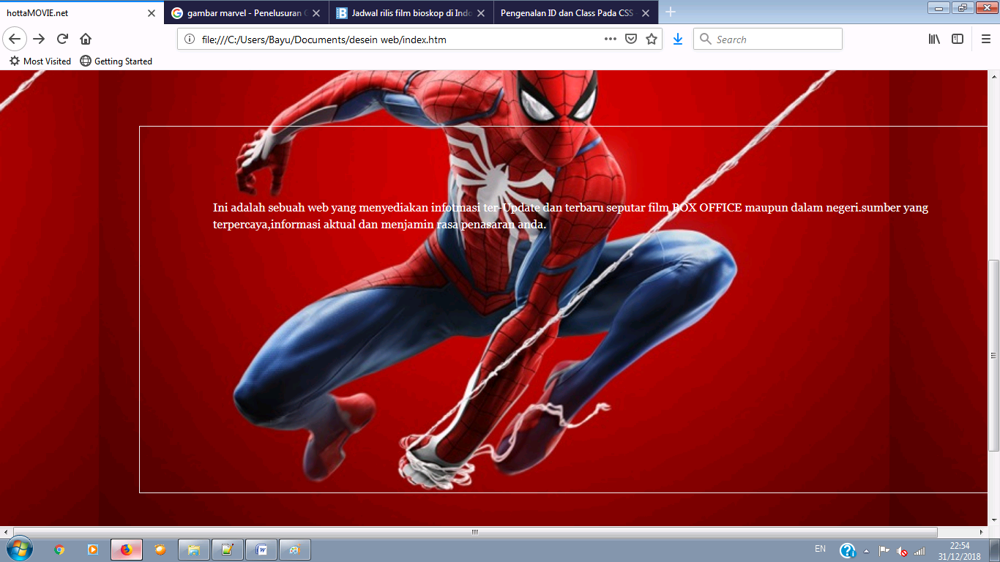 hottaMOVIE.net
gambar marvel - Penelusuran G
Jadwal rilis film bioskop di Indo
Pengenalan ID dan Class Pada CSS
file:///C:/Users/Bayu/Documents/desein web/index.htm
Search
Most Visited
Getting Started
Ini adalah sebuah web yang menyediakan infotmasi ter-Update dan terbaru seputar film BOX OFFICE maupun dalam negeri.sumber yang
terpercaya,informasi aktual dan menjamin rasa penasaran anda.
EN
22:54
31/12/2018